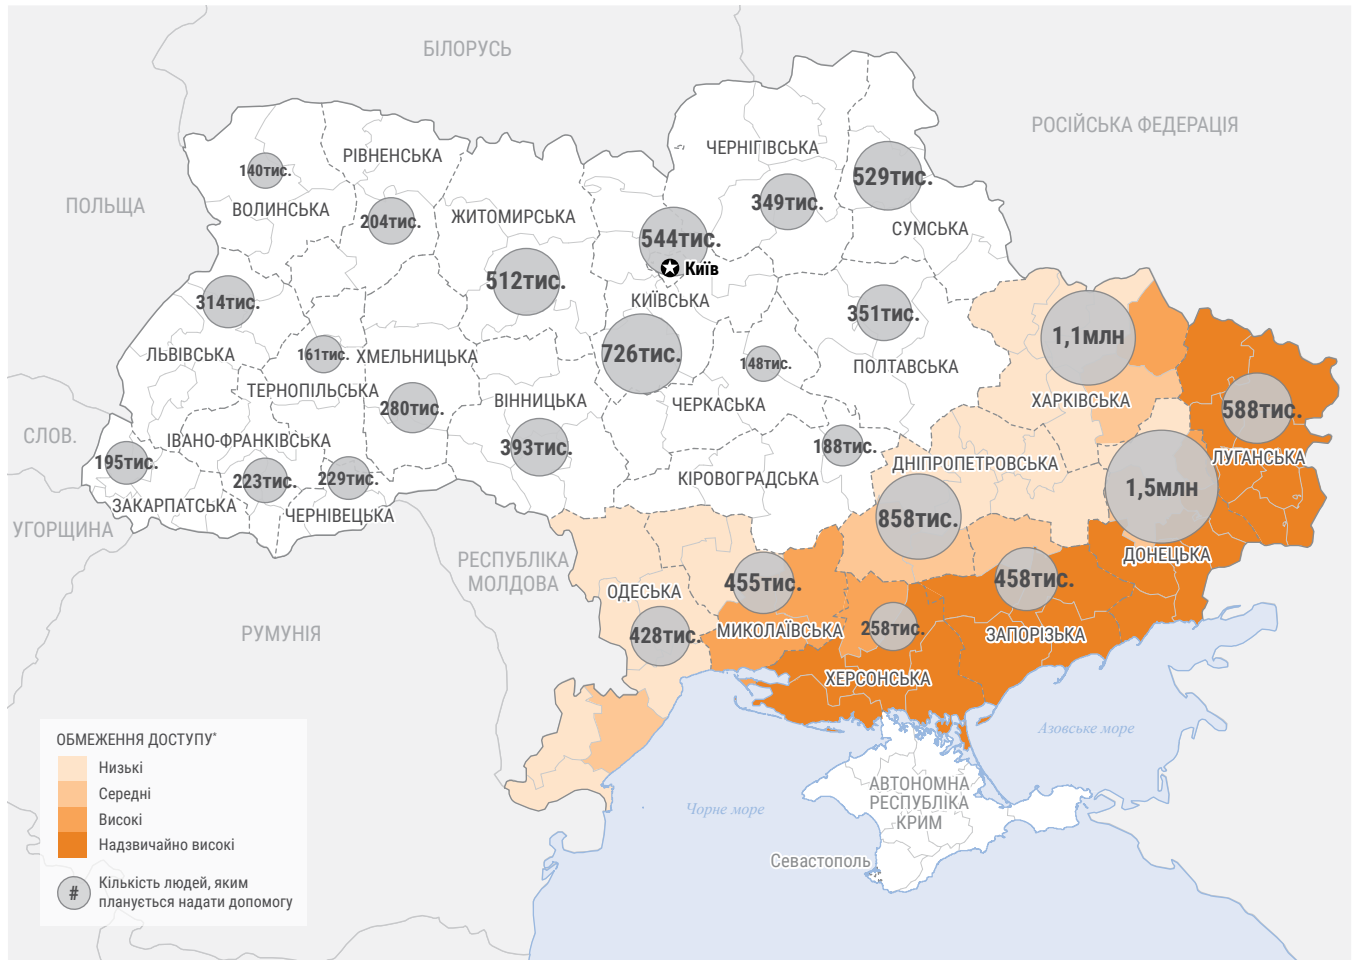 БІЛОРУСЬ
РОСІЙСЬКА ФЕДЕРАЦІЯ
ПОЛЬЩА
СЛОВ.
УГОРЩИНА
РУМУНІЯ
РЕСПУБЛІКА
МОЛДОВА
140тис.
ВОЛИНСЬКА
РІВНЕНСЬКА
204тис.
ЖИТОМИРСЬКА
512тис.
544тис.
Київ
КИЇВСЬКА
726тис.
ЧЕРНІГІВСЬКА
349тис.
529тис.
СУМСЬКА
314тис.
ЛЬВІВСЬКА
161тис.
ТЕРНОПІЛЬСЬКА
ХМЕЛЬНИЦЬКА
280тис.
ВІННИЦЬКА
393тис.
148тис.
ЧЕРКАСЬКА
351тис.
ПОЛТАВСЬКА
1,1млн
ХАРКІВСЬКА
588тис.
ЛУГАНСЬКА
195тис.
ЗАКАРПАТСЬКА
ІВАНО-ФРАНКІВСЬКА
223тис.
229тис.
ЧЕРНІВЕЦЬКА
188тис.
КІРОВОГРАДСЬКА
ДНІПРОПЕТРОВСЬКА
858тис.
1,5млн
ДОНЕЦЬКА
ОДЕСЬКА
428тис.
455тис.
МИКОЛАЇВСЬКА
258тис.
ХЕРСОНСЬКА
458тис.
ЗАПОРІЗЬКА
Азовське море
Чорне море
АВТОНОМНА
РЕСПУБЛІКА
КРИМ
Севастополь
ОБМЕЖЕННЯ ДОСТУПУ*
Низькі
Середні
Високі
Надзвичайно високі
# Кількість людей, яким
планується надати допомогу